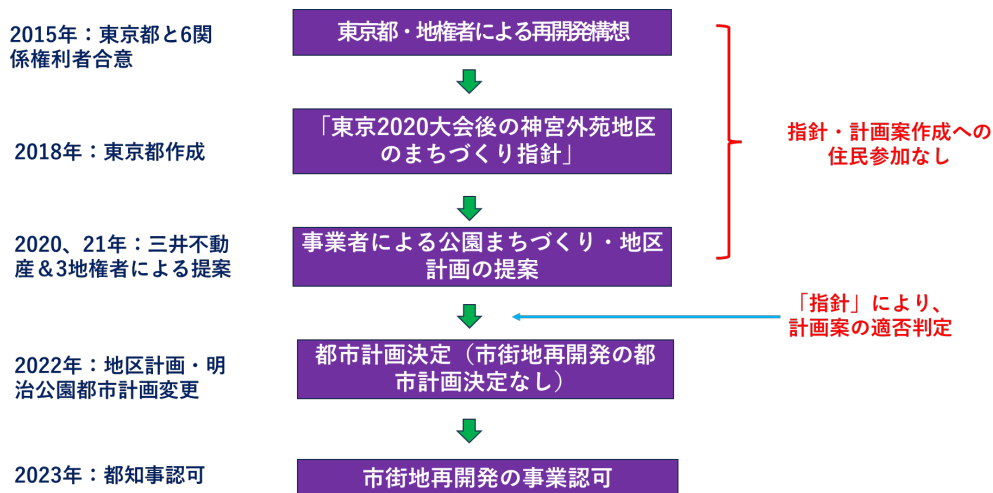 2015年：東京都と6関
係権利者合意
東京都・地権者による再開発構想
2018年：東京都作成
「東京2020大会後の神宮外苑地区
のまちづくり指針」
指針・計画案作成への
住民参加なし
2020、21年：三井不動
産＆3地権者による提案
事業者による公園まちづくり・地区
計画の提案
「指針」により、
計画案の適否判定
2022年：地区計画・明
治公園都市計画変更
都市計画決定（市街地再開発の都
市計画決定なし）
2023年：都知事認可
市街地再開発の事業認可